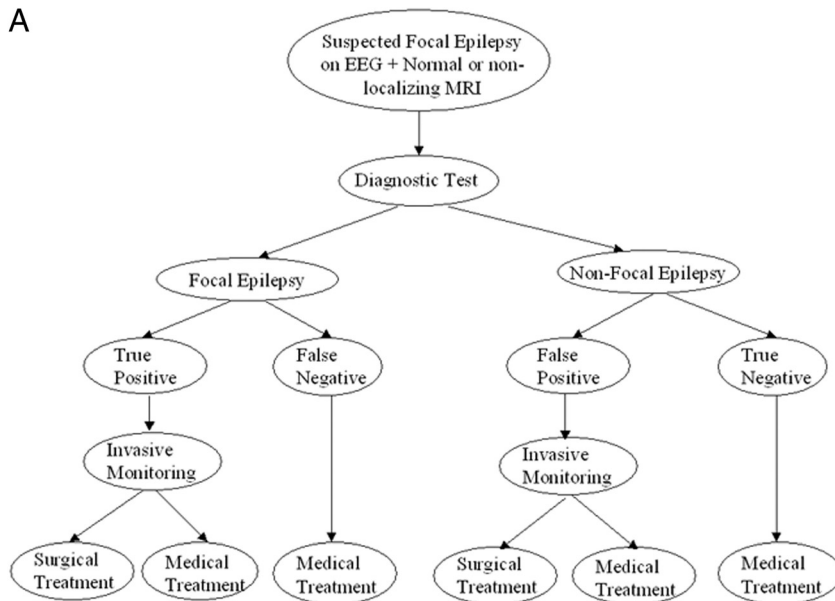 A
Suspected Focal Epilepsy
on EEG + Normal or non-
localizing MRI
Diagnostic Test
Focal Epilepsy
Non-Focal Epilepsy
True
Positive
False
Negative
False
Positive
True
Negative
Invasive
Monitoring
Invasive
Monitoring
Surgical
Treatment
Medical
Treatment
Medical
Treatment
Surgical
Treatment
Medical
Treatment
Medical
Treatment